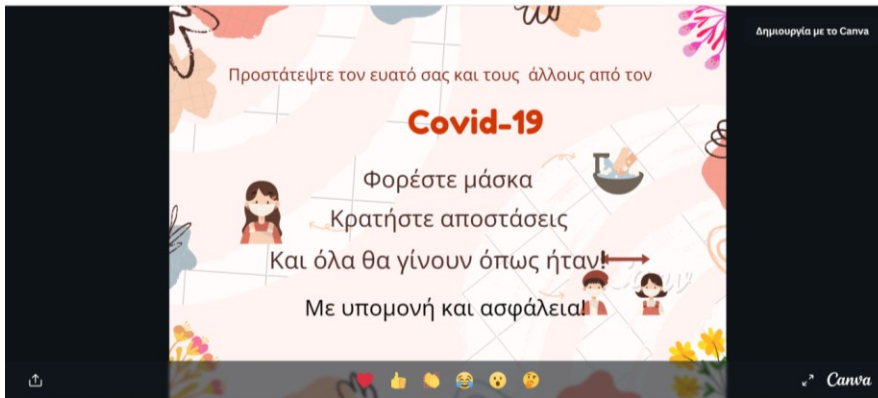 Δημιουργία με το Canva
Προστάτεψτε τον ευατό σας και τους άλλους από τον
Covid-19
Φορέστε μάσκα
Κρατήστε αποστάσεις
Και όλα θα γίνουν όπως ήταν!
Με υπομονή και ασφάλεια!
Canva